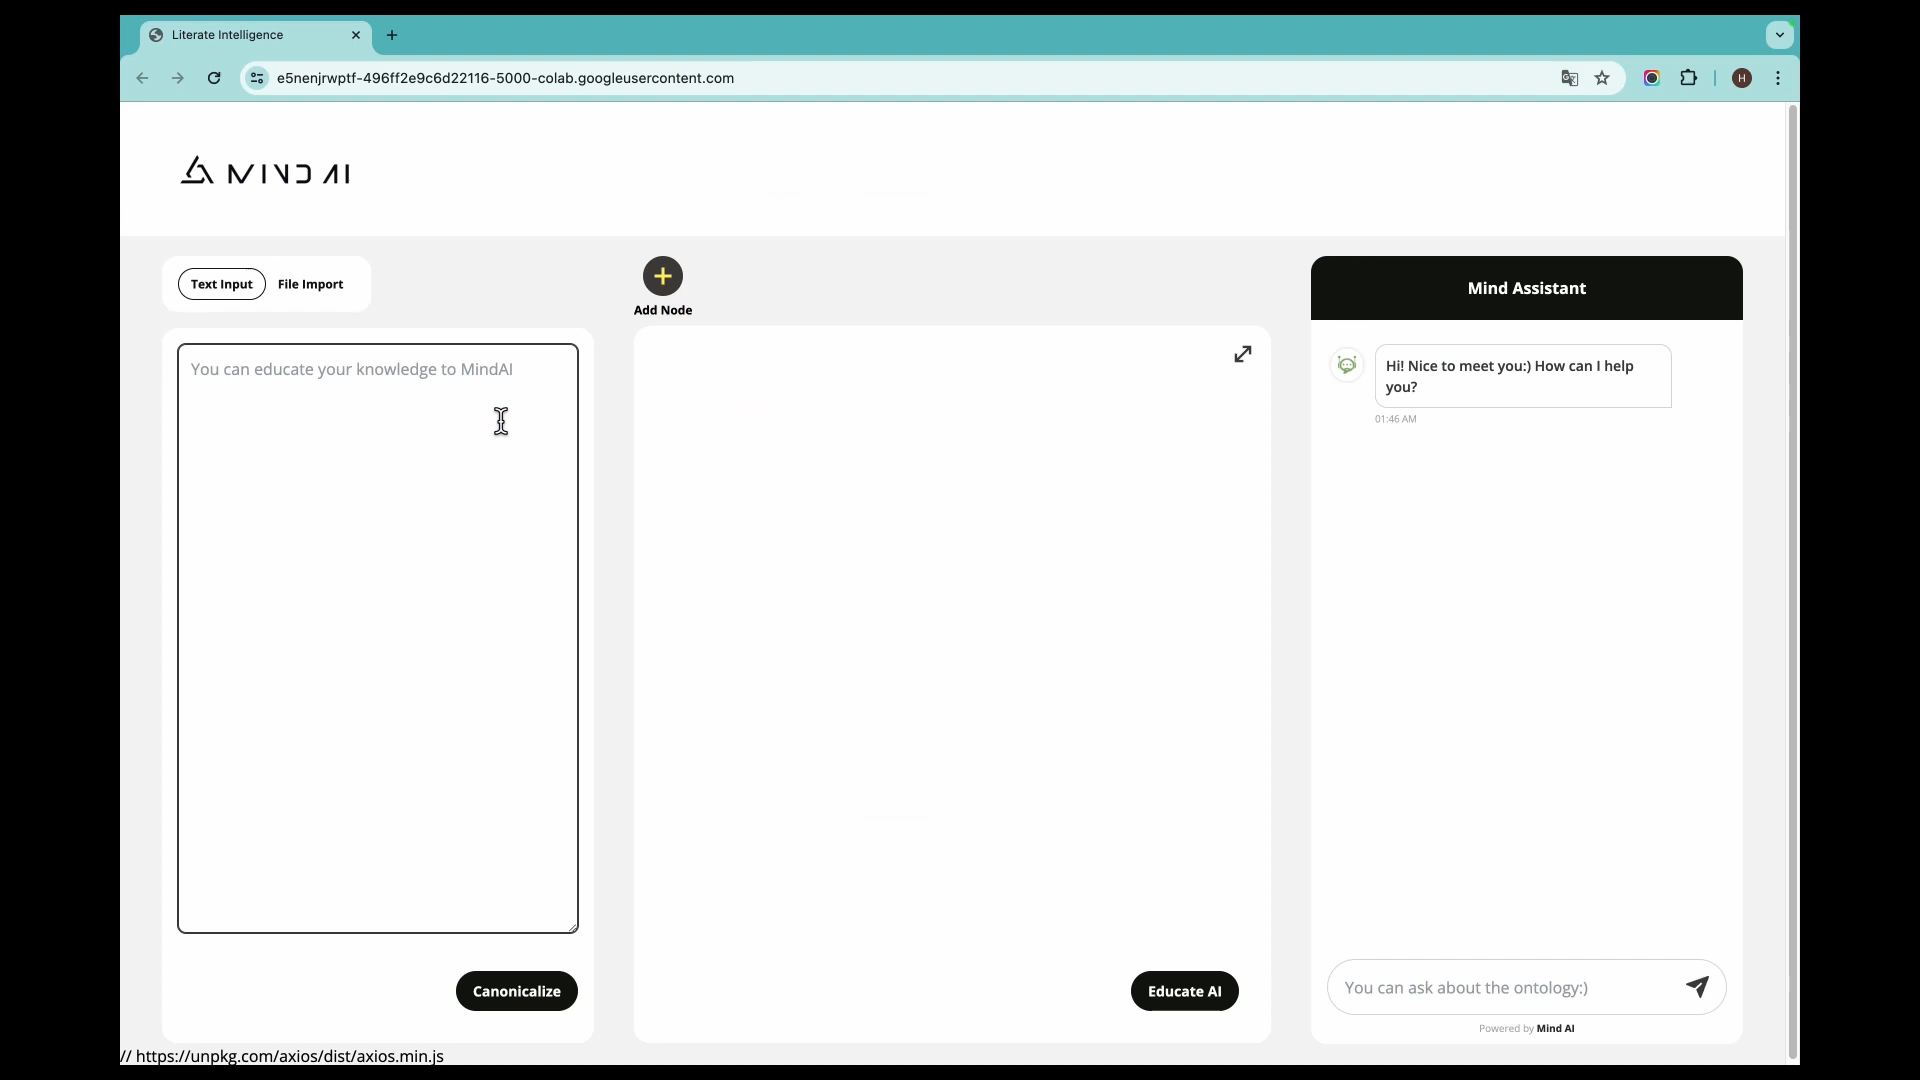 Literate Intelligence
e5nenjrwptf-496ff2e9c6d22116-5000-colab.googleusercontent.com
H
MIND AI
Text Input
File Import
Add Node
You can educate your knowledge to MindAI
Canonicalize
Educate AI
Mind Assistant
Hi! Nice to meet you:) How can I help
you?
01:46 AM
You can ask about the ontology:)
Powered by Mind AI
// https://unpkg.com/axios/dist/axios.min.js